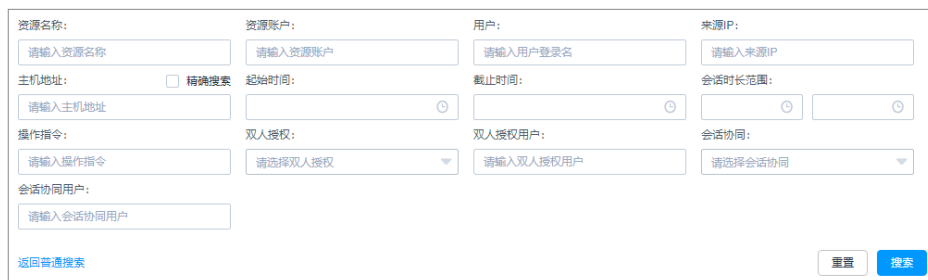 资源名称： 资源账户： 用户： 来源IP：
请输入资源名称 请输入资源账户 请输入用户登录名 请输入来源IP
主机地址： 精确搜索 起始时间： 截止时间： 会话时长范围：
请输入主机地址
操作指令： 双人授权： 双人授权用户： 会话协同：
请输入操作指令 请选择双人授权 请输入双人授权用户 请选择会话协同
会话协同用户：
请输入会话协同用户
返回普通搜索 重置 搜索